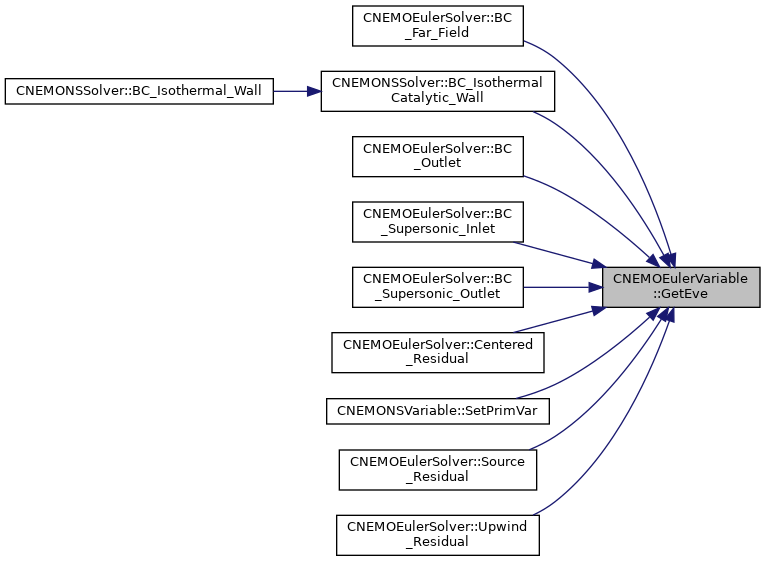 CNEMOEulerSolver::BC
_Far_Field
CNEMONSSolver::BC_Isothermal_Wall
CNEMONSSolver::BC_Isothermal
Catalytic_Wall
CNEMOEulerSolver::BC
_Outlet
CNEMOEulerSolver::BC
_Supersonic_Inlet
CNEMOEulerVariable
::GetEve
CNEMOEulerSolver::BC
_Supersonic_Outlet
CNEMOEulerSolver::Centered
_Residual
CNEMONSVariable::SetPrimVar
CNEMOEulerSolver::Source
_Residual
CNEMOEulerSolver::Upwind
_Residual